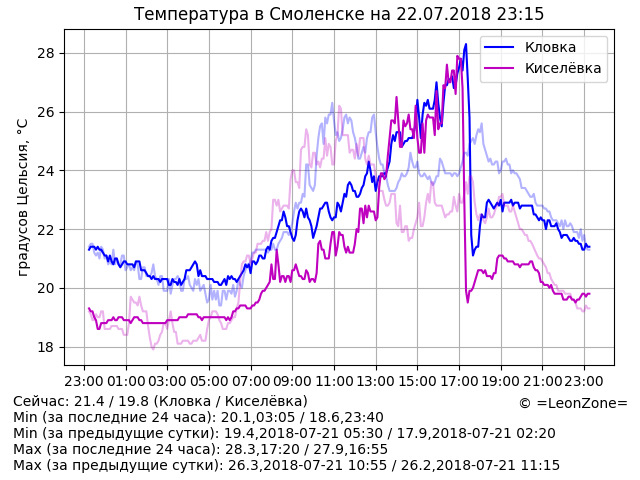 Температура в Смоленске на 22.07.2018 23:15
Кловка
Киселёвка
градусов Цельсия, °C
28
26
24
22
20
18
23:00 01:00 03:00 05:00 07:00 09:00 11:00 13:00 15:00 17:00 19:00 21:00 23:00
Сейчас: 21.4 / 19.8 (Кловка / Киселёвка)
© =LeonZone=
Min (за последние 24 часа): 20.1,03:05 / 18.6,23:40
Min (за предыдущие сутки): 19.4,2018-07-21 05:30 / 17.9,2018-07-21 02:20
Max (за последние 24 часа): 28.3,17:20 / 27.9,16:55
Max (за предыдущие сутки): 26.3,2018-07-21 10:55 / 26.2,2018-07-21 11:15